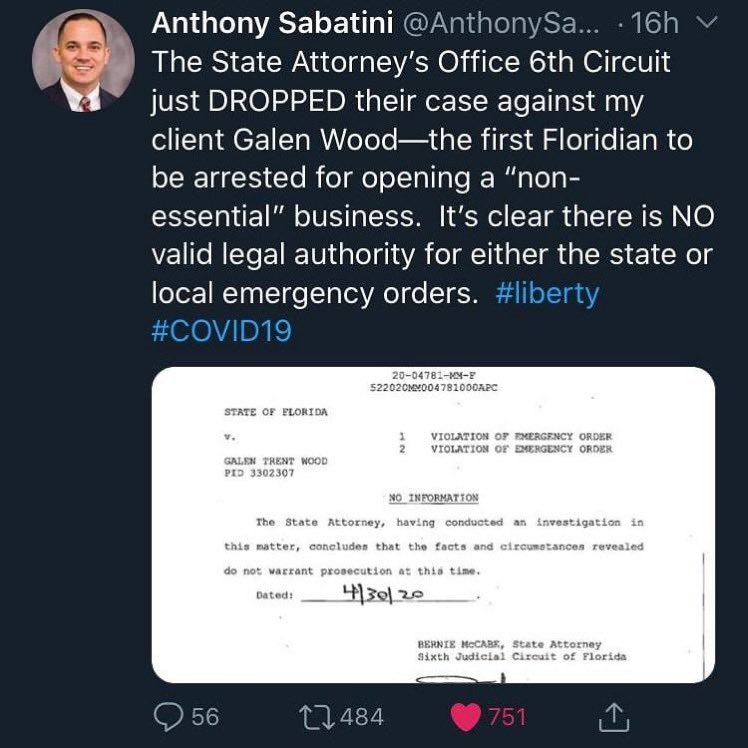 Anthony Sabatini @AnthonySa... · 16h
The State Attorney's Office 6th Circuit
just DROPPED their case against my
client Galen Wood—the first Floridian to
be arrested for opening a “non-
essential” business. It's clear there is NO
valid legal authority for either the state or
local emergency orders. #liberty
#COVID19
20-04781-MM-F
522020MM004781000APC
STATE OF FLORIDA
v.
1 VIOLATION OF EMERGENCY ORDER
2 VIOLATION OF EMERGENCY ORDER
GALEN TRENT WOOD
PID 3302307
NO INFORMATION
The State Attorney, having conducted an investigation in
this matter, concludes that the facts and circumstances revealed
do not warrant prosecution at this time.
Dated: 4/30/20
BERNIE McCABE, State Attorney
Sixth Judicial Circuit of Florida
56 484 751